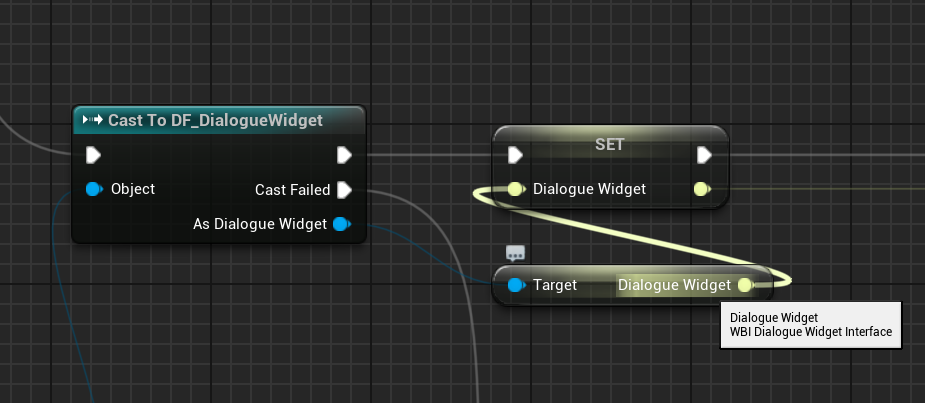 Cast To DF_DialogueWidget
SET
Object
Cast Failed
Dialogue Widget
As Dialogue Widget
Target
Dialogue Widget
Dialogue Widget
WBI Dialogue Widget Interface